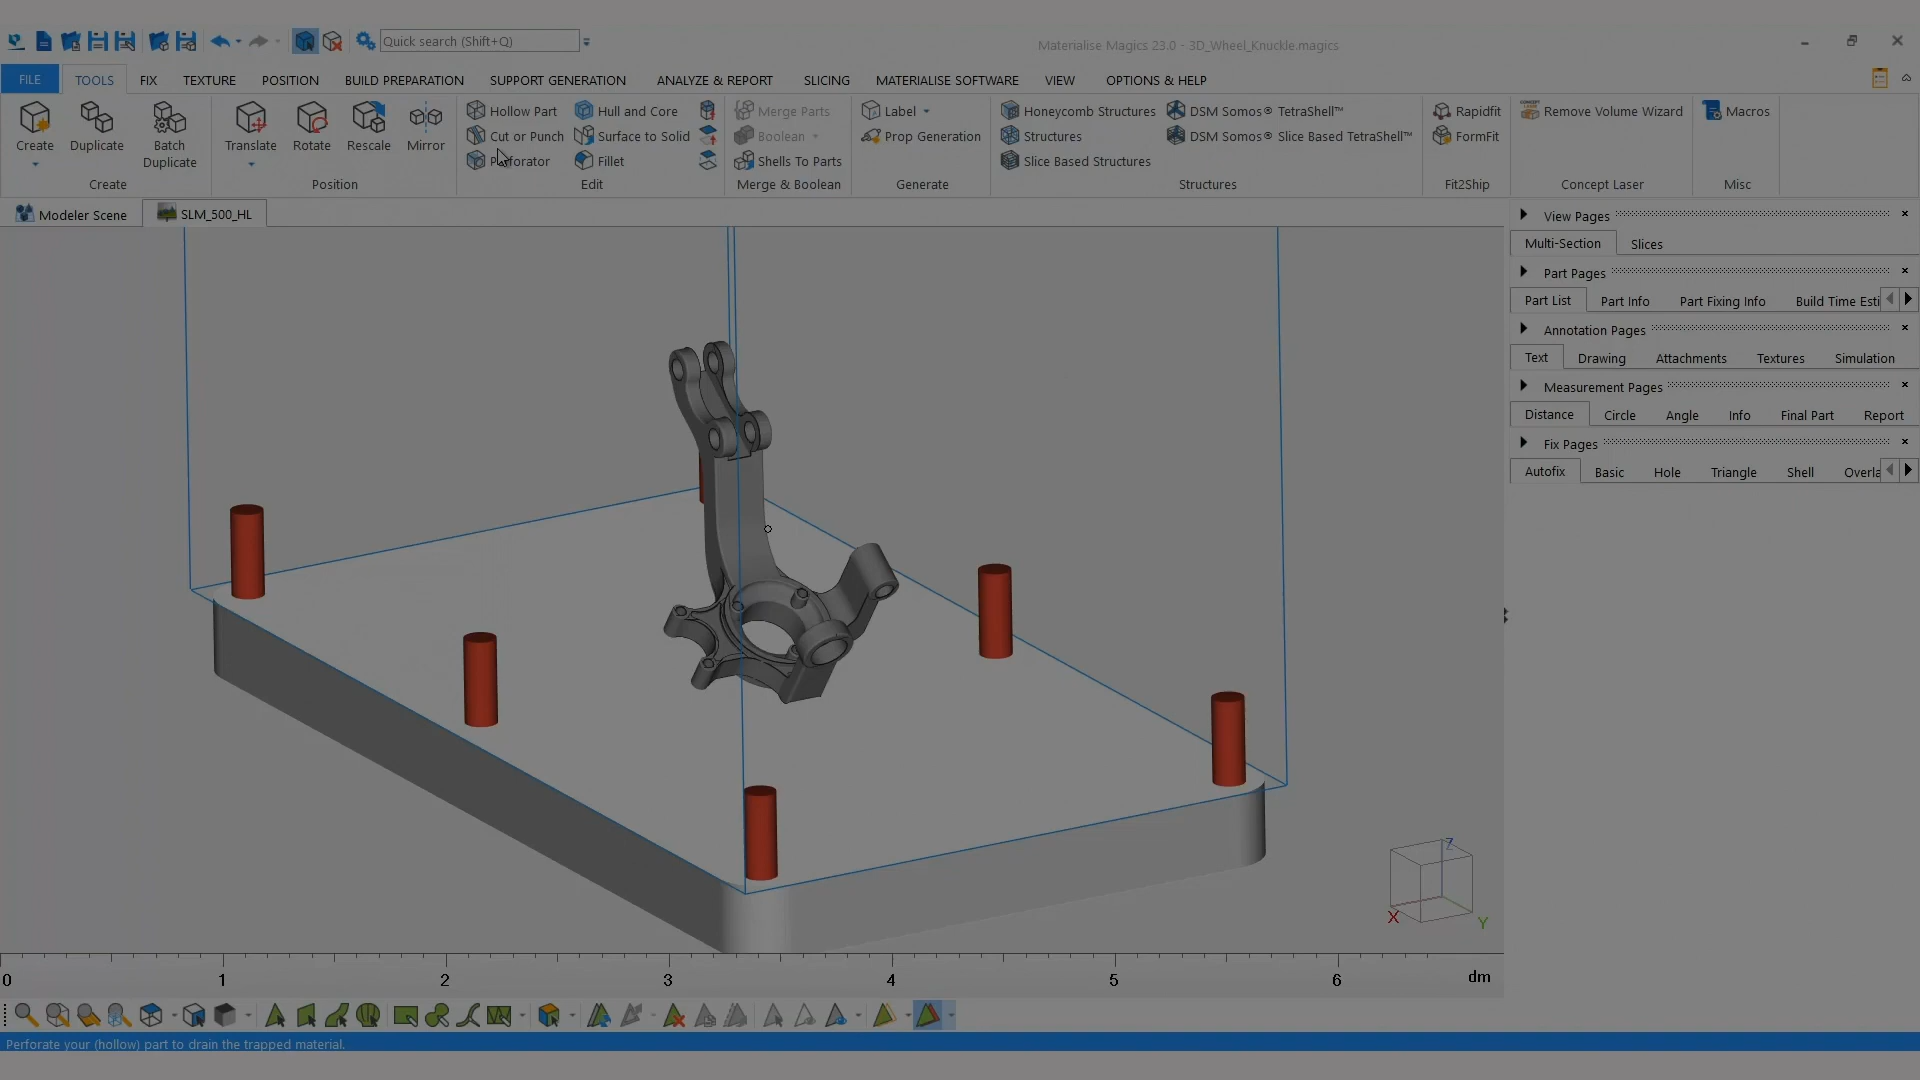 Quick search (Shift+Q)
Materialise Magics 23.0 - 3D_Wheel_Knuckle.magics
FILE TOOLS FIX TEXTURE POSITION BUILD PREPARATION SUPPORT GENERATION ANALYZE & REPORT SLICING MATERIALISE SOFTWARE VIEW OPTIONS & HELP
Create
Duplicate
Batch Duplicate
Create
Translate
Rotate
Rescale
Mirror
Position
Hollow Part
Cut or Punch
Hull and Core
Surface to Solid
Fillet
Edit
Merge Parts
Boolean
Shells To Parts
Merge & Boolean
Label
Prop Generation
Generate
Honeycomb Structures
Structures
Slice Based Structures
DSM Somos® TetraShell™
DSM Somos® Slice Based TetraShell™
Structures
Rapidfit
FormFit
Fit2Ship
Remove Volume Wizard
Concept Laser
Macros
Misc
Modeler Scene
SLM_500_HL
View Pages
Multi-Section Slices
Part Pages
Part List Part Info Part Fixing Info Build Time Esti
Annotation Pages
Text Drawing Attachments Textures Simulation
Measurement Pages
Distance Circle Angle Info Final Part Report
Fix Pages
Autofix Basic Hole Triangle Shell Overla
Z
X
Y
0 1 2 3 4 5 6 dm
Perforate your (hollow) part to drain the trapped material.